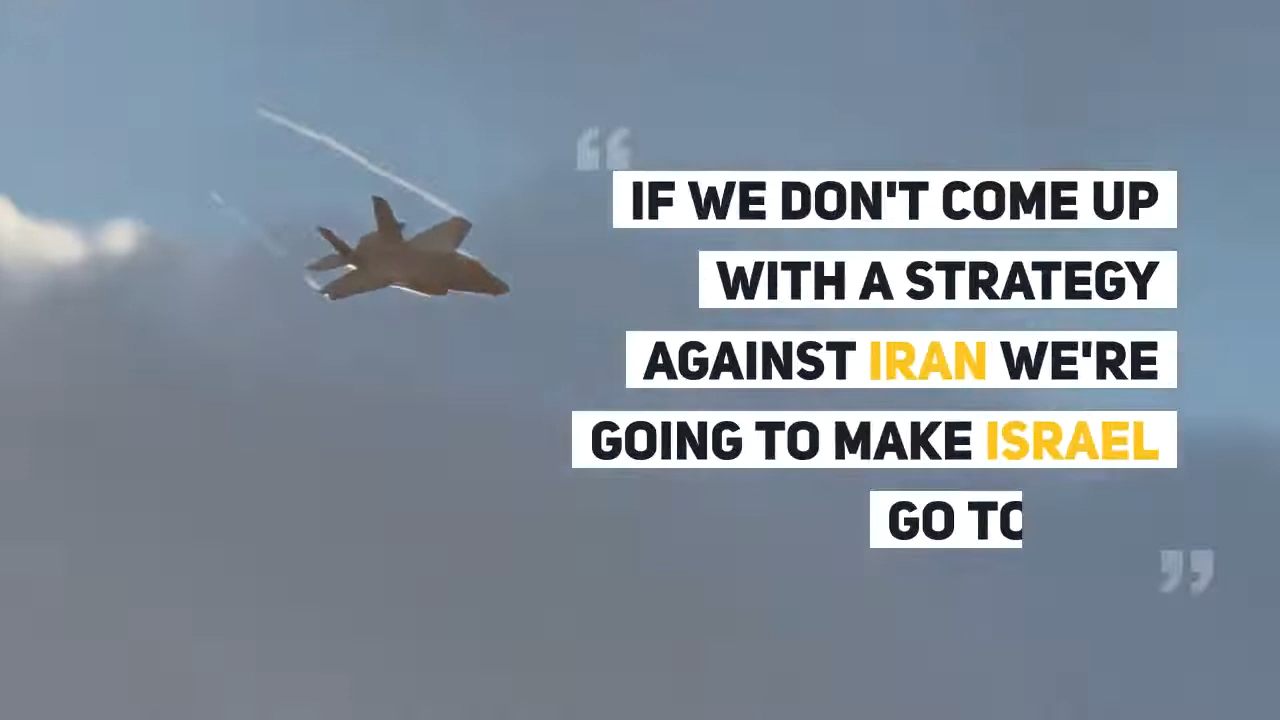 “
IF WE DON'T COME UP
WITH A STRATEGY
AGAINST IRAN WE'RE
GOING TO MAKE ISRAEL
GO TO
”